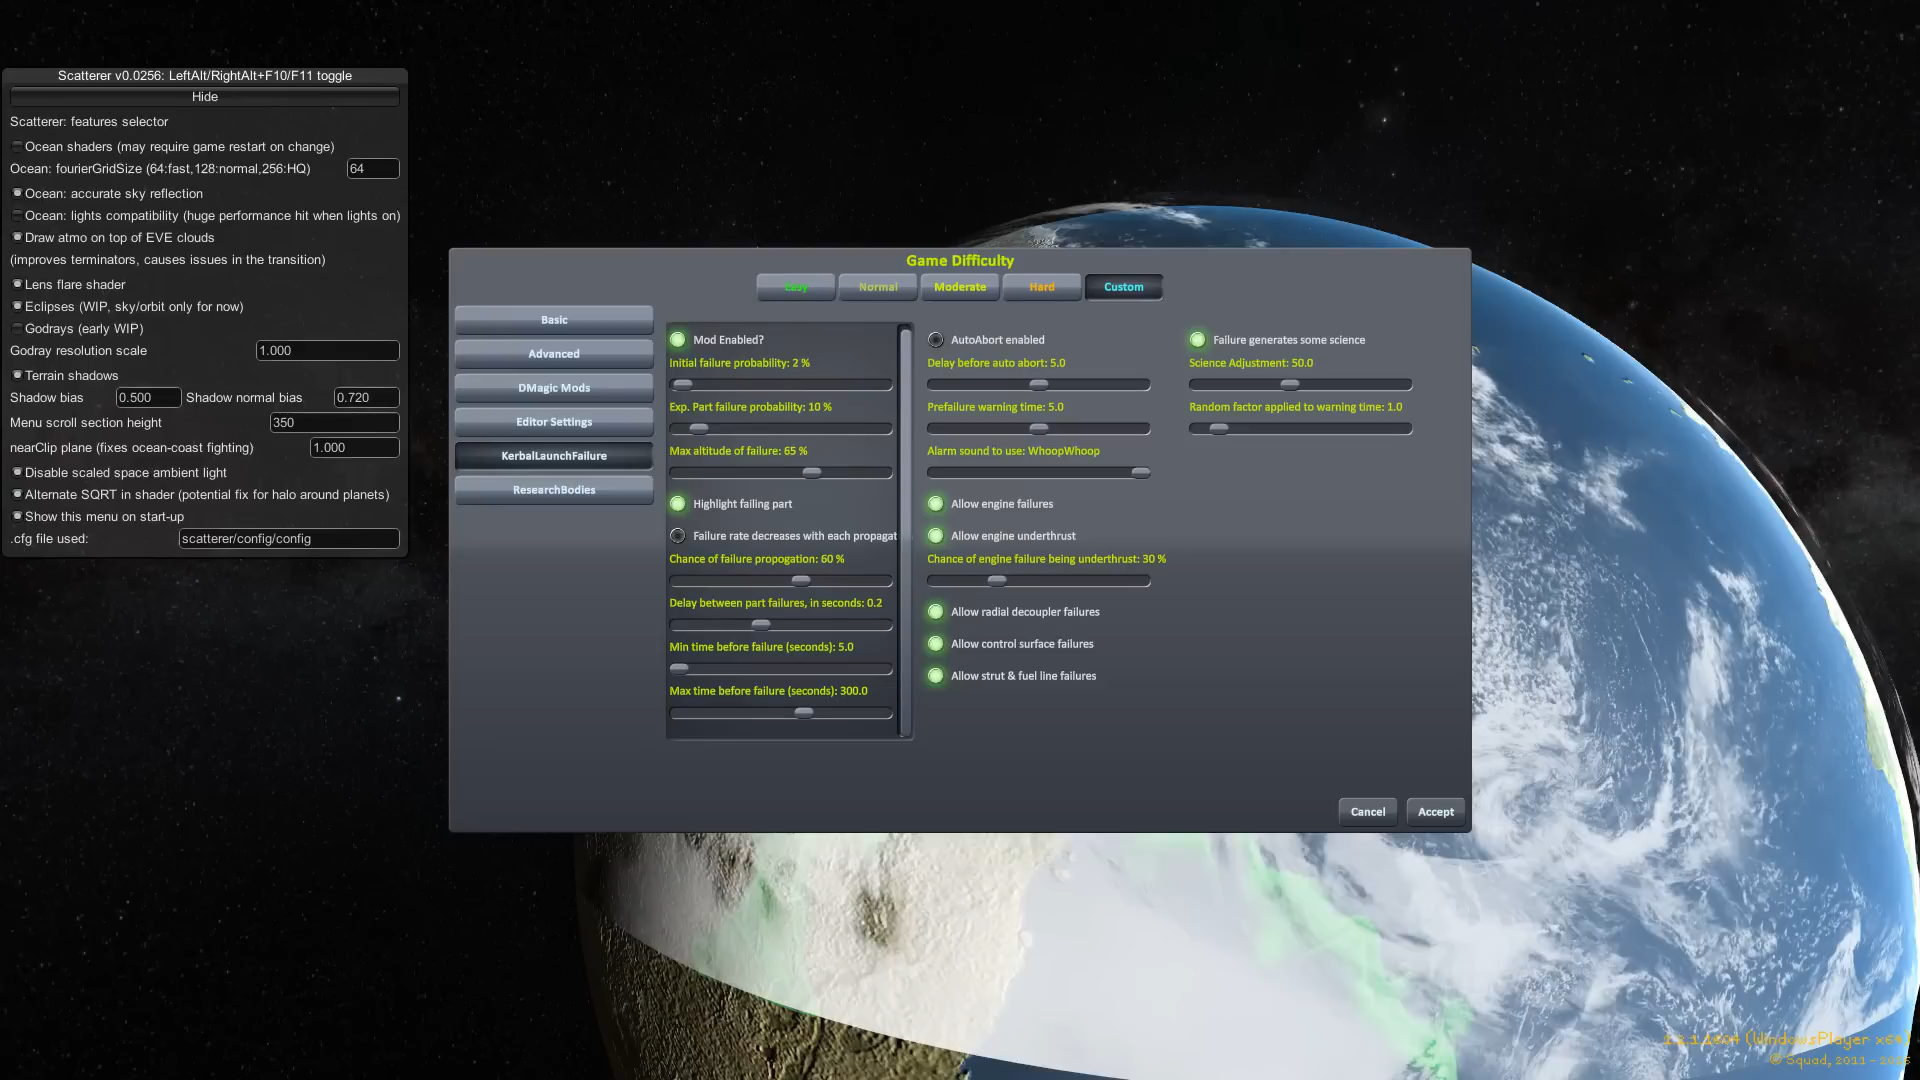 Scatterer v0.0256: LeftAlt/RightAlt+F10/F11 toggle
Hide
Scatterer: features selector
Ocean shaders (may require game restart on change)
Ocean: fourierGridSize (64:fast,128:normal,256:HQ) 64
Ocean: accurate sky reflection
Ocean: lights compatibility (huge performance hit when lights on)
Draw atmo on top of EVE clouds
(improves terminators, causes issues in the transition)
Lens flare shader
Eclipses (WIP, sky/orbit only for now)
Godrays (early WIP)
Godray resolution scale 1.000
Terrain shadows
Shadow bias 0.500 Shadow normal bias 0.720
Menu scroll section height 350
nearClip plane (fixes ocean-coast fighting) 1.000
Disable scaled space ambient light
Alternate SQRT in shader (potential fix for halo around planets)
Show this menu on start-up
.cfg file used: scatterer/config/config
Game Difficulty
Easy Normal Moderate Hard Custom
Basic
Advanced
DMagic Mods
Editor Settings
KerbalLaunchFailure
ResearchBodies
Mod Enabled?
Initial failure probability: 2 %
Exp. Part failure probability: 10 %
Max altitude of failure: 65 %
Highlight failing part
Failure rate decreases with each propagat
Chance of failure propogation: 60 %
Delay between part failures, in seconds: 0.2
Min time before failure (seconds): 5.0
Max time before failure (seconds): 300.0
AutoAbort enabled
Delay before auto abort: 5.0
Prefailure warning time: 5.0
Alarm sound to use: WhoopWhoop
Allow engine failures
Allow engine underthrust
Chance of engine failure being underthrust: 30 %
Allow radial decoupler failures
Allow control surface failures
Allow strut & fuel line failures
Failure generates some science
Science Adjustment: 50.0
Random factor applied to warning time: 1.0
Cancel Accept
(WindowsPlayer x64)
© Squad, 2011 -